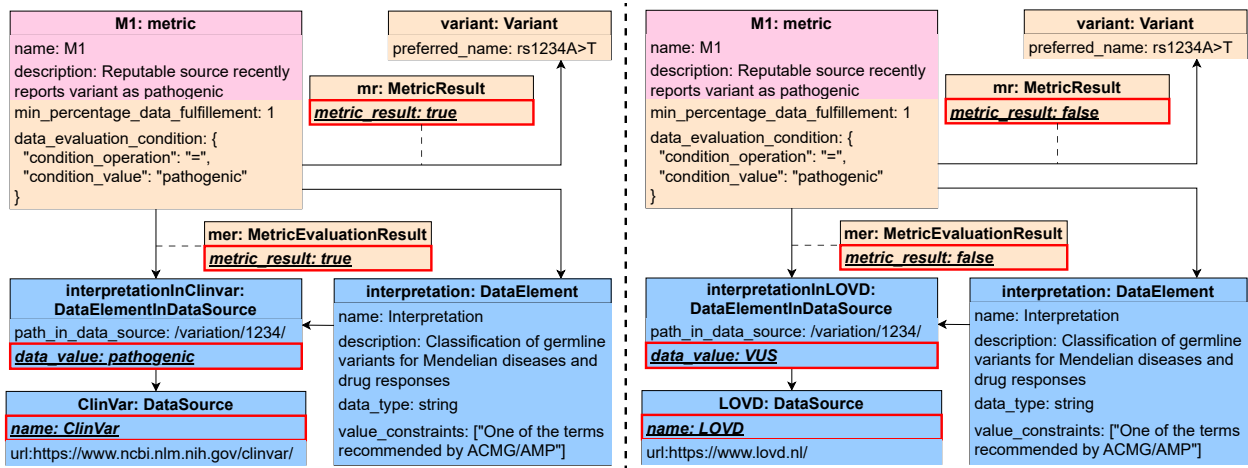 M1: metric
name: M1
description: Reputable source recently
reports variant as pathogenic
min_percentage_data_fulfillment: 1
data_evaluation_condition: {
"condition_operation": "=",
"condition_value": "pathogenic"
}
variant: Variant
preferred_name: rs1234A>T
mr: MetricResult
metric_result: true
mer: MetricEvaluationResult
metric_result: true
interpretationInClinvar:
DataElementInDataSource
path_in_data_source: /variation/1234/
data_value: pathogenic
ClinVar: DataSource
name: ClinVar
url:https://www.ncbi.nlm.nih.gov/clinvar/
interpretation: DataElement
name: Interpretation
description: Classification of germline
variants for Mendelian diseases and
drug responses
data_type: string
value_constraints: ["One of the terms
recommended by ACMG/AMP"]
M1: metric
name: M1
description: Reputable source recently
reports variant as pathogenic
min_percentage_data_fulfillment: 1
data_evaluation_condition: {
"condition_operation": "=",
"condition_value": "pathogenic"
}
variant: Variant
preferred_name: rs1234A>T
mr: MetricResult
metric_result: false
mer: MetricEvaluationResult
metric_result: false
interpretationInLOVD:
DataElementInDataSource
path_in_data_source: /variation/1234/
data_value: VUS
LOVD: DataSource
name: LOVD
url:https://www.lovd.nl/
interpretation: DataElement
name: Interpretation
description: Classification of germline
variants for Mendelian diseases and
drug responses
data_type: string
value_constraints: ["One of the terms
recommended by ACMG/AMP"]